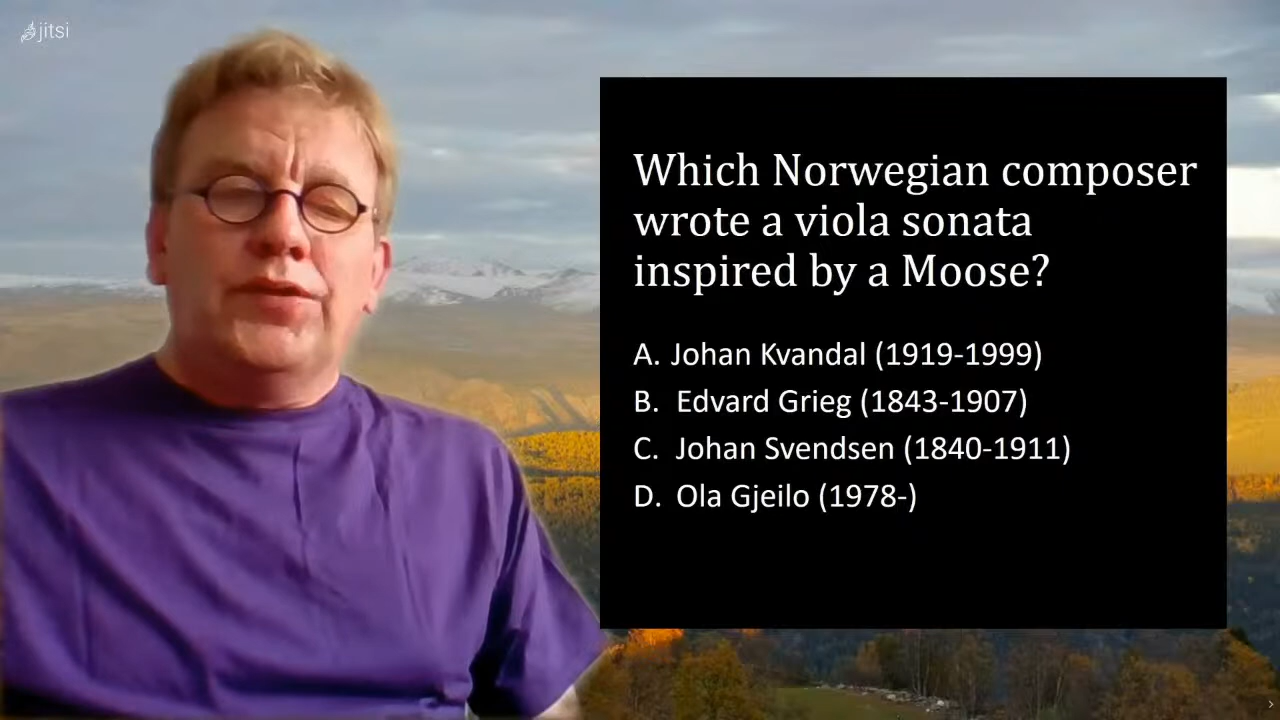 jitsi
Which Norwegian composer
wrote a viola sonata
inspired by a Moose?
A. Johan Kvandal (1919-1999)
B. Edvard Grieg (1843-1907)
C. Johan Svendsen (1840-1911)
D. Ola Gjeilo (1978-)